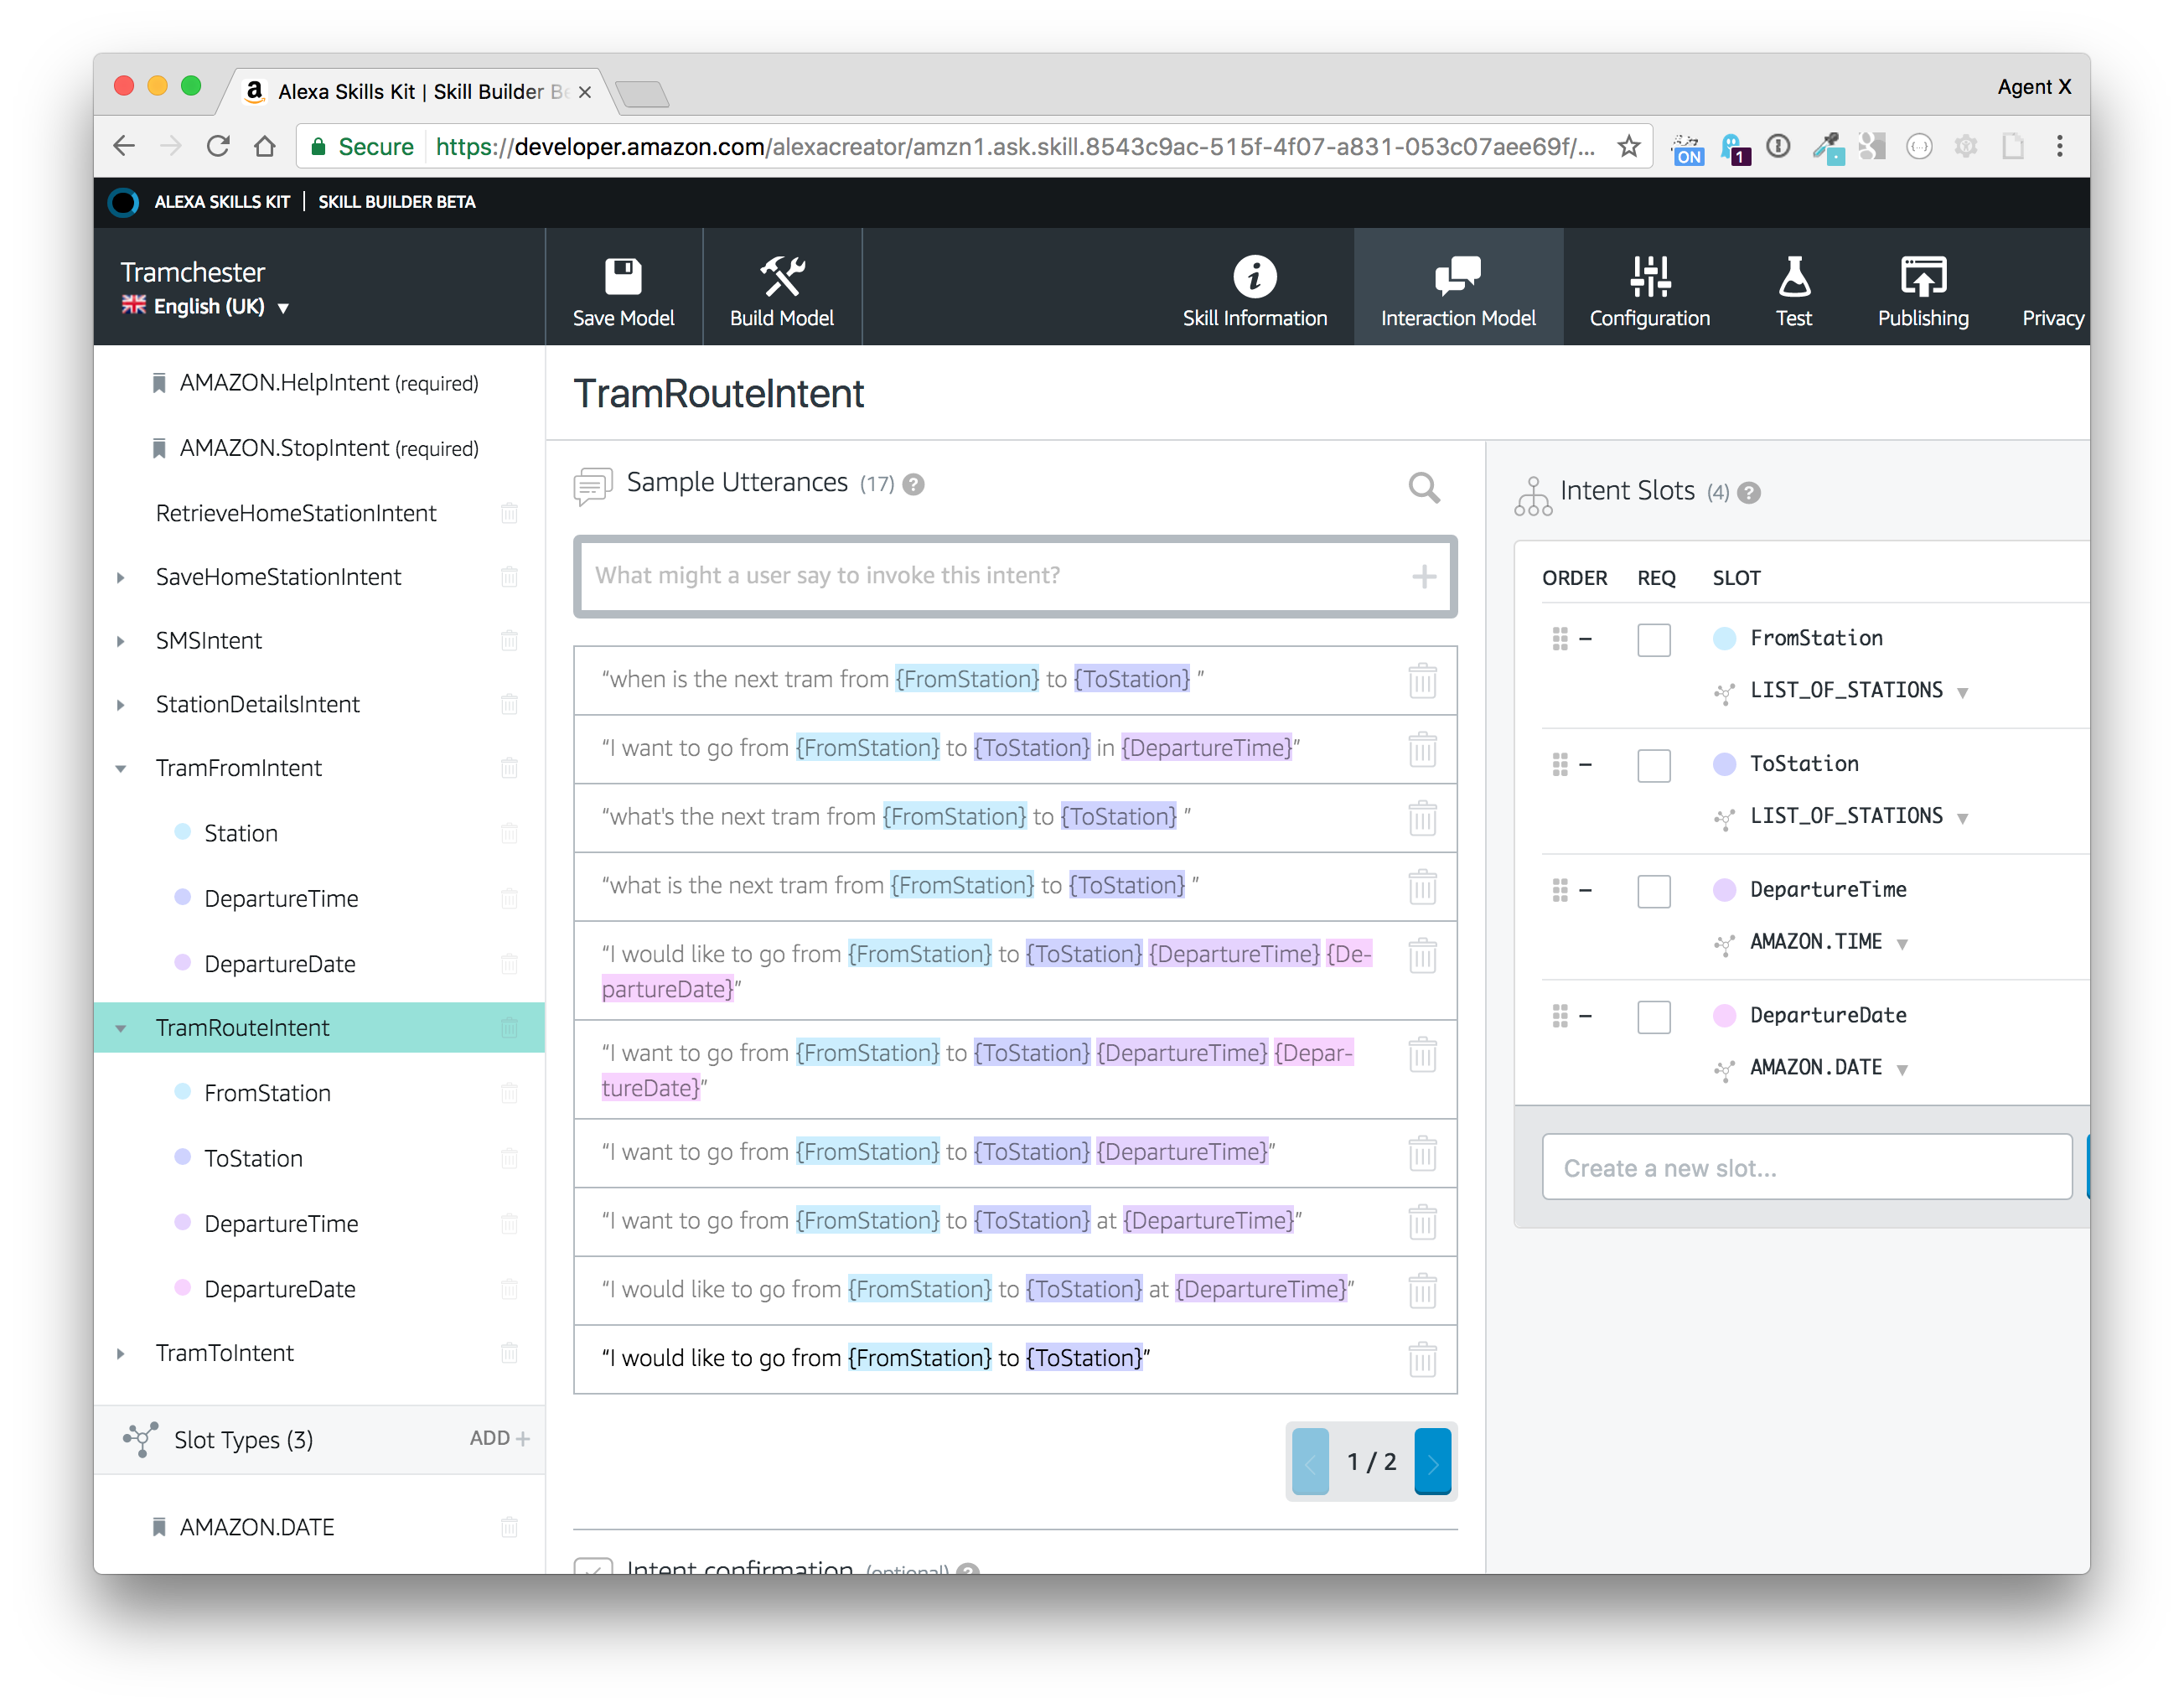 Alexa Skills Kit | Skill Builder Be
Agent X
Secure
https://developer.amazon.com/alexacreator/amzn1.ask.skill.8543c9ac-515f-4f07-a831-053c07aee69f/...
ON
1
ALEXA SKILLS KIT | SKILL BUILDER BETA
Tramchester
English (UK) ▼
Save Model
Build Model
Skill Information
Interaction Model
Configuration
Test
Publishing
Privacy
AMAZON.HelpIntent (required)
AMAZON.StopIntent (required)
RetrieveHomeStationIntent
SaveHomeStationIntent
SMSIntent
StationDetailsIntent
TramFromIntent
Station
DepartureTime
DepartureDate
TramRouteIntent
FromStation
ToStation
DepartureTime
DepartureDate
TramToIntent
Slot Types (3)
ADD +
AMAZON.DATE
TramRouteIntent
Sample Utterances (17) ?
What might a user say to invoke this intent?
“when is the next tram from {FromStation} to {ToStation} ”
“I want to go from {FromStation} to {ToStation} in {DepartureTime}”
“what's the next tram from {FromStation} to {ToStation} ”
“what is the next tram from {FromStation} to {ToStation} ”
“I would like to go from {FromStation} to {ToStation} {DepartureTime} {De-
partureDate}”
“I want to go from {FromStation} to {ToStation} {DepartureTime} {Depar-
tureDate}”
“I want to go from {FromStation} to {ToStation} {DepartureTime}”
“I want to go from {FromStation} to {ToStation} at {DepartureTime}”
“I would like to go from {FromStation} to {ToStation} at {DepartureTime}”
“I would like to go from {FromStation} to {ToStation}”
1 / 2
Intent confirmation (optional) ?
Intent Slots (4) ?
ORDER REQ SLOT
FromStation
LIST_OF_STATIONS ▼
ToStation
LIST_OF_STATIONS ▼
DepartureTime
AMAZON.TIME ▼
DepartureDate
AMAZON.DATE ▼
Create a new slot...